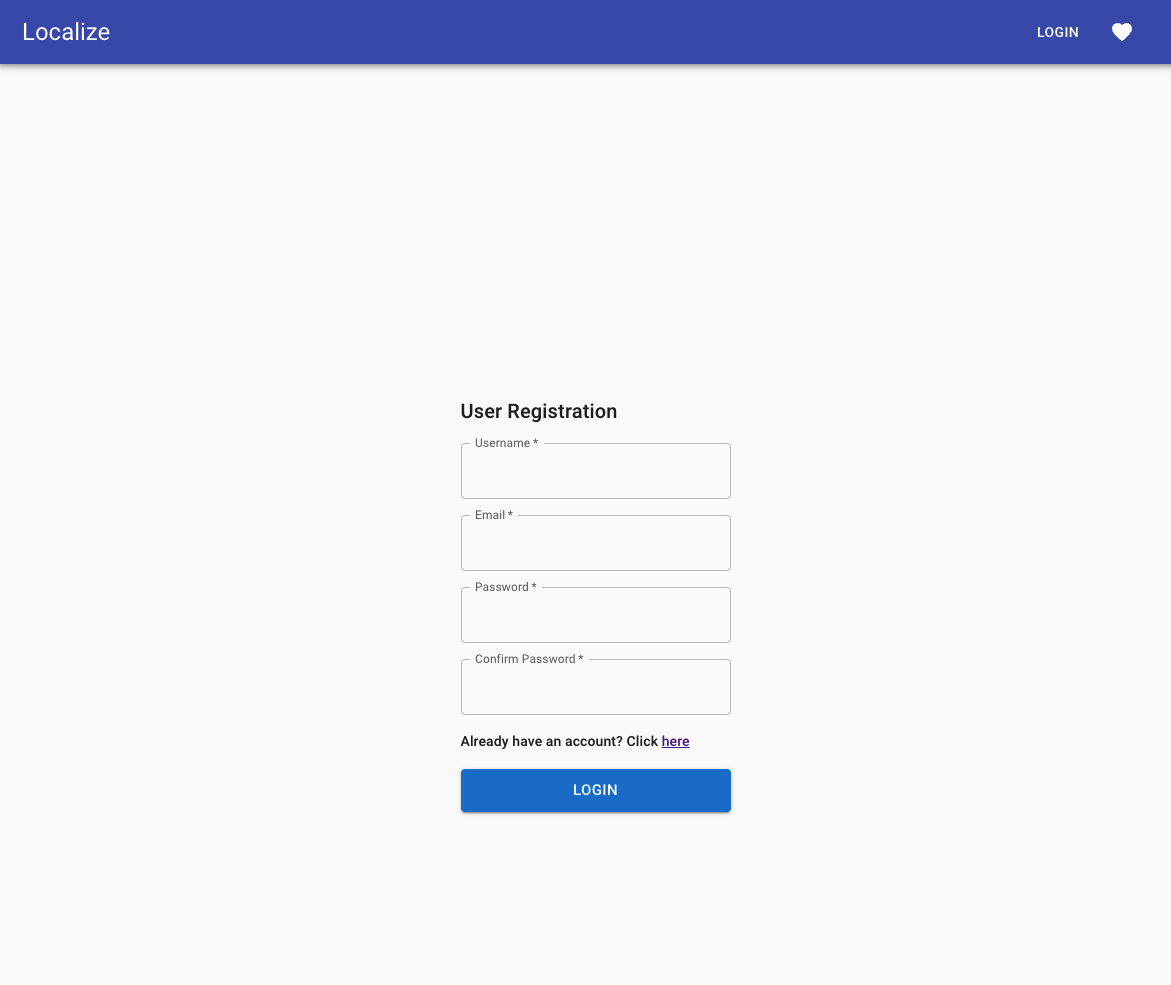 Localize
LOGIN
User Registration
Username *
Email *
Password *
Confirm Password *
Already have an account? Click here
LOGIN